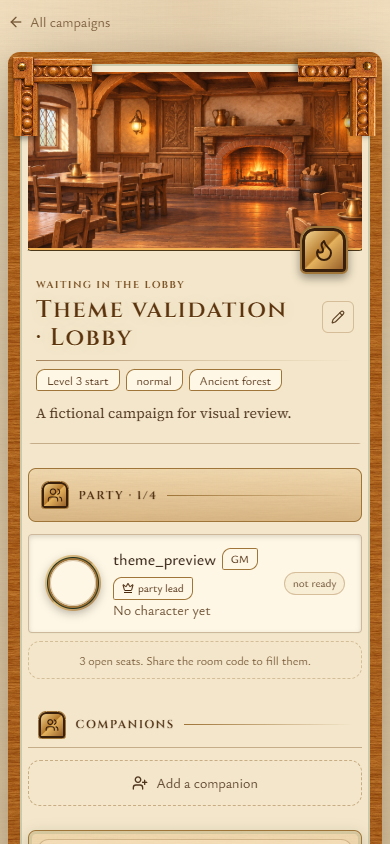 All campaigns
WAITING IN THE LOBBY
THEME VALIDATION
· LOBBY
Level 3 start normal Ancient forest
A fictional campaign for visual review.
PARTY · 1/4
theme_preview GM
party lead
not ready
No character yet
3 open seats. Share the room code to fill them.
COMPANIONS
Add a companion